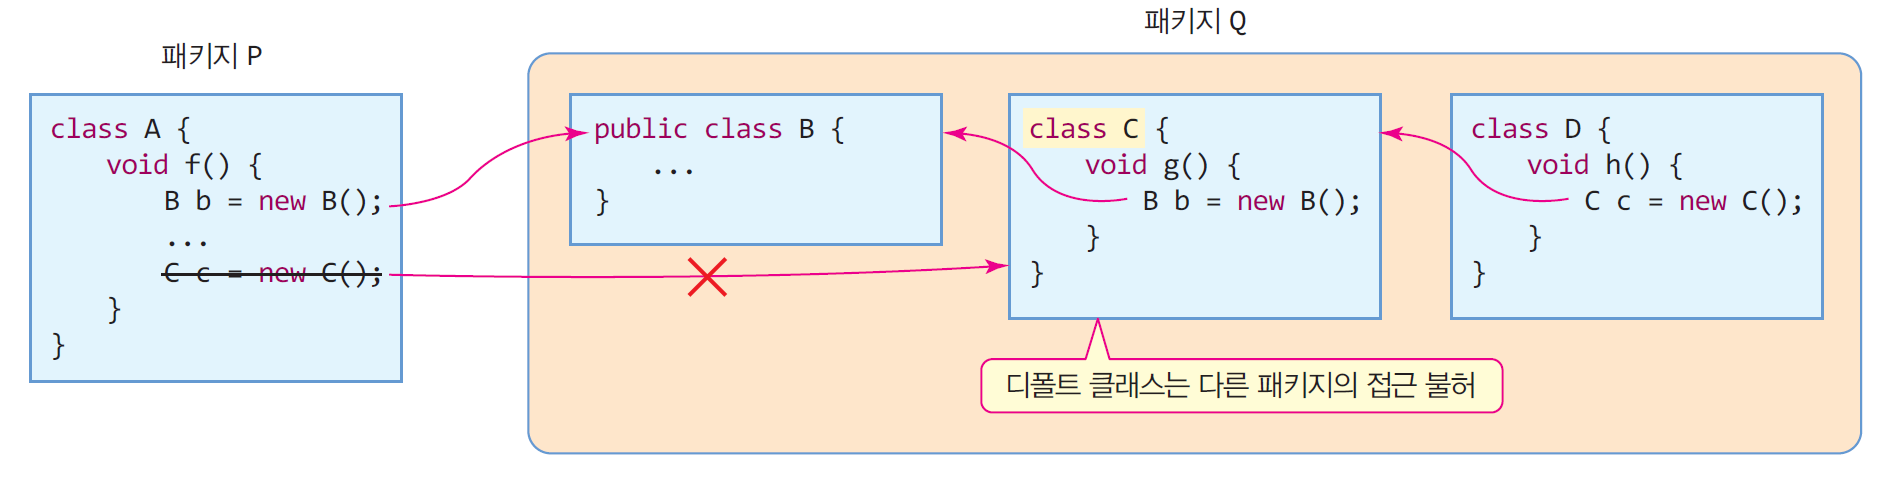 패키지 P
class A {
void f() {
B b = new B();
...
C c = new C();
}
}
패키지 Q
public class B {
...
}
class C {
void g() {
B b = new B();
}
}
class D {
void h() {
C c = new C();
}
}
디폴트 클래스는 다른 패키지의 접근 불허